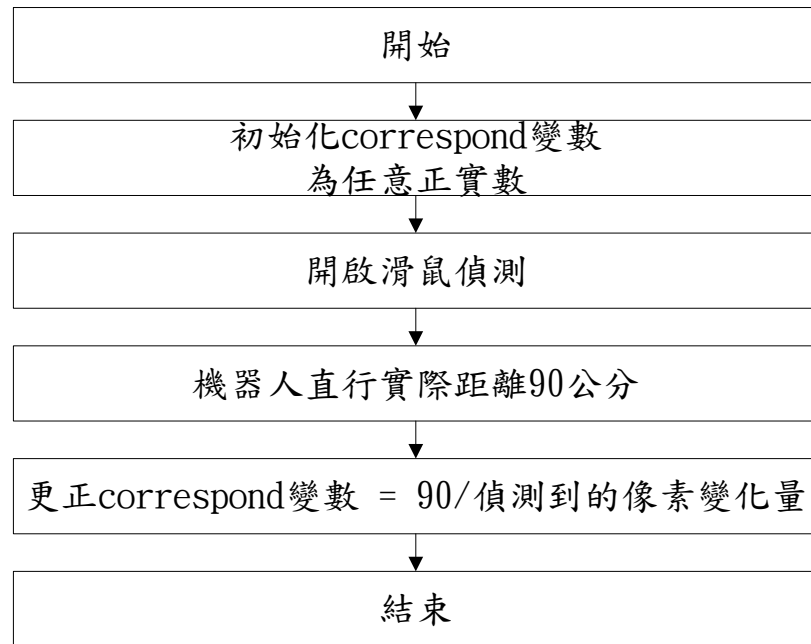 開始
初始化correspond變數
為任意正實數
開啟滑鼠偵測
機器人直行實際距離90公分
更正correspond變數 = 90/偵測到的像素變化量
結束